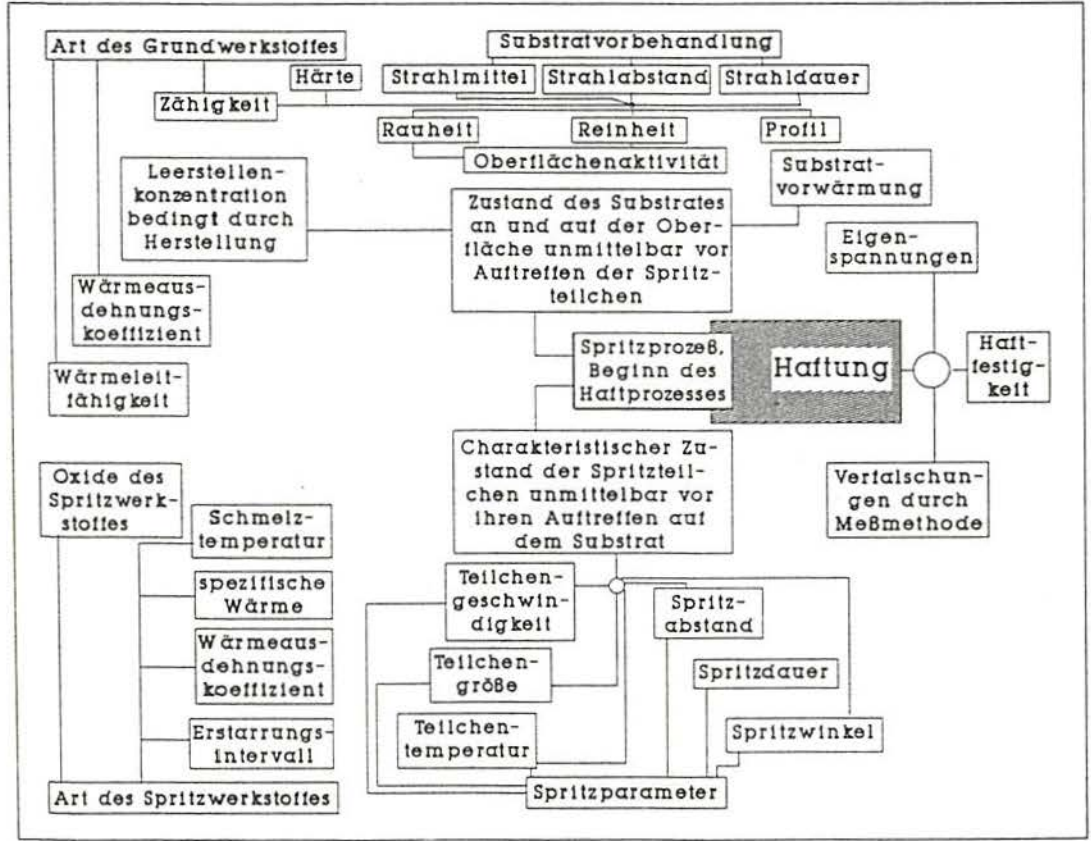 Art des Grundwerkstoffes
Substratvorbehandlung
Härte
Strahlmittel
Strahlabstand
Strahldauer
Zähigkeit
Rauheit
Reinheit
Profil
Oberflächenaktivität
Leerstellen-
konzentration
bedingt durch
Herstellung
Zustand des Substrates
an und auf der Ober-
fläche unmittelbar vor
Auftreffen der Spritz-
teilchen
Substrat-
vorwärmung
Eigen-
spannungen
Wärmeaus-
dehnungs-
koeffizient
Wärmeleit-
fähigkeit
Spritzprozeß,
Beginn des
Haftprozesses
Haftung
Haft-
festig-
keit
Charakteristischer Zu-
stand der Spritzteil-
chen unmittelbar vor
ihren Auftreffen auf
dem Substrat
Verfälschun-
gen durch
Meßmethode
Oxide des
Spritzwerk-
stoffes
Schmelz-
temperatur
spezifische
Wärme
Wärmeaus-
dehnungs-
koeffizient
Erstarrungs-
intervall
Art des Spritzwerkstoffes
Teilchen-
geschwin-
digkeit
Spritz-
abstand
Teilchen-
größe
Spritzdauer
Teilchen-
temperatur
Spritzwinkel
Spritzparameter